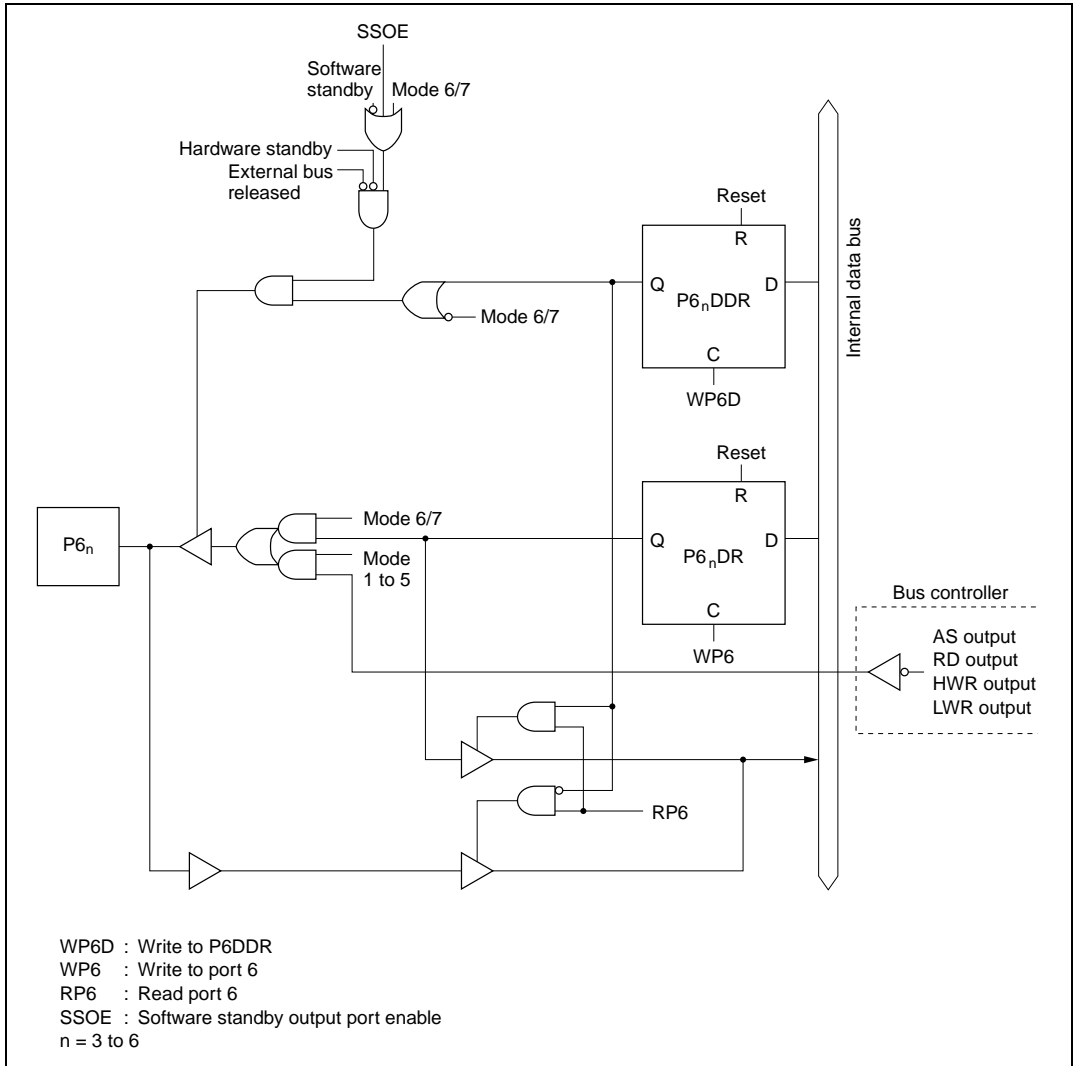 SSOE
Software
standby
Mode 6/7
Hardware standby
External bus
released
Reset
R
Q
D
P6nDDR
C
WP6D
Mode 6/7
Internal data bus
Reset
R
P6n
Mode 6/7
Mode
1 to 5
Q
D
P6nDR
C
WP6
Bus controller
AS output
RD output
HWR output
LWR output
RP6
WP6D : Write to P6DDR
WP6 : Write to port 6
RP6 : Read port 6
SSOE : Software standby output port enable
n = 3 to 6